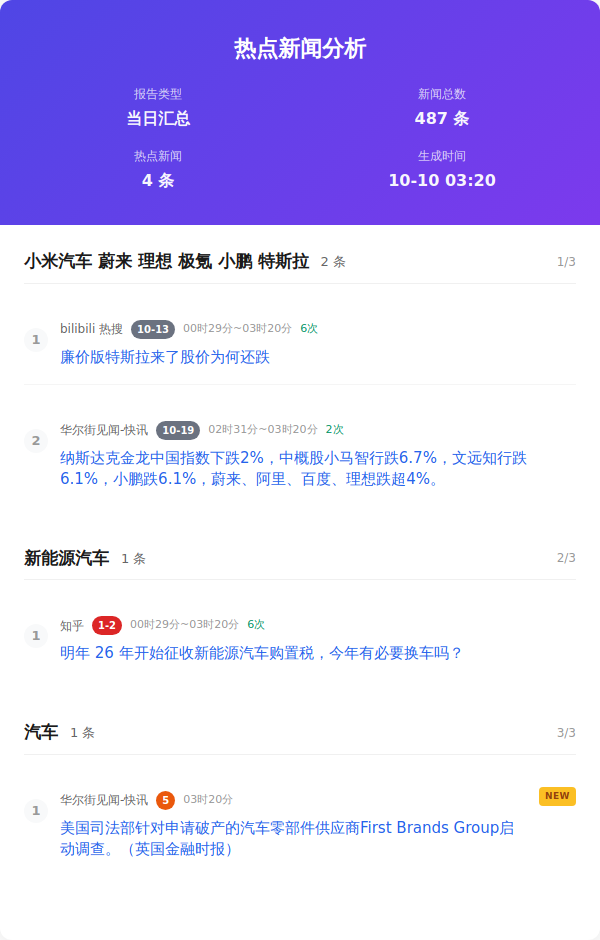 热点新闻分析
报告类型
新闻总数
当日汇总
487 条
热点新闻
生成时间
4 条
10-10 03:20
小米汽车 蔚来 理想 极氪 小鹏 特斯拉 2 条 1/3
1
bilibili 热搜 10-13 00时29分~03时20分 6次
廉价版特斯拉来了股价为何还跌
2
华尔街见闻-快讯 10-19 02时31分~03时20分 2次
纳斯达克金龙中国指数下跌2%，中概股小马智行跌6.7%，文远知行跌
6.1%，小鹏跌6.1%，蔚来、阿里、百度、理想跌超4%。
新能源汽车 1 条 2/3
1
知乎 1-2 00时29分~03时20分 6次
明年 26 年开始征收新能源汽车购置税，今年有必要换车吗？
汽车 1 条 3/3
1
华尔街见闻-快讯 5 03时20分 NEW
美国司法部针对申请破产的汽车零部件供应商First Brands Group启
动调查。（英国金融时报）